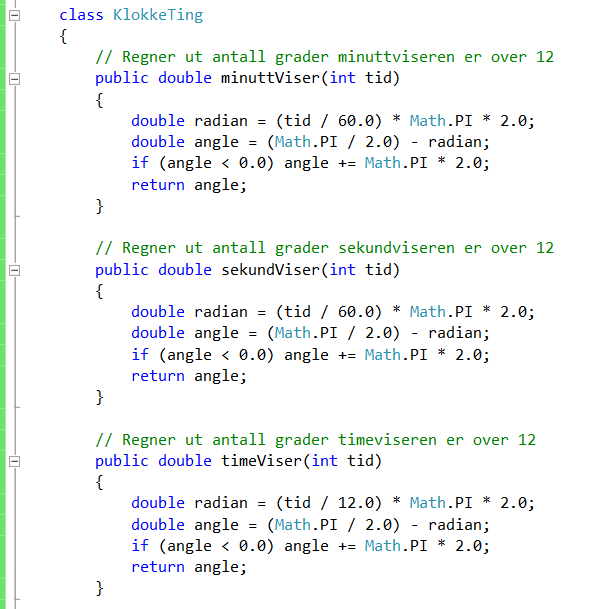 class KlokkeTing
{
// Regner ut antall grader minuttviseren er over 12
public double minuttViser(int tid)
{
double radian = (tid / 60.0) * Math.PI * 2.0;
double angle = (Math.PI / 2.0) - radian;
if (angle < 0.0) angle += Math.PI * 2.0;
return angle;
}
// Regner ut antall grader sekundviseren er over 12
public double sekundViser(int tid)
{
double radian = (tid / 60.0) * Math.PI * 2.0;
double angle = (Math.PI / 2.0) - radian;
if (angle < 0.0) angle += Math.PI * 2.0;
return angle;
}
// Regner ut antall grader timeviseren er over 12
public double timeViser(int tid)
{
double radian = (tid / 12.0) * Math.PI * 2.0;
double angle = (Math.PI / 2.0) - radian;
if (angle < 0.0) angle += Math.PI * 2.0;
return angle;
}